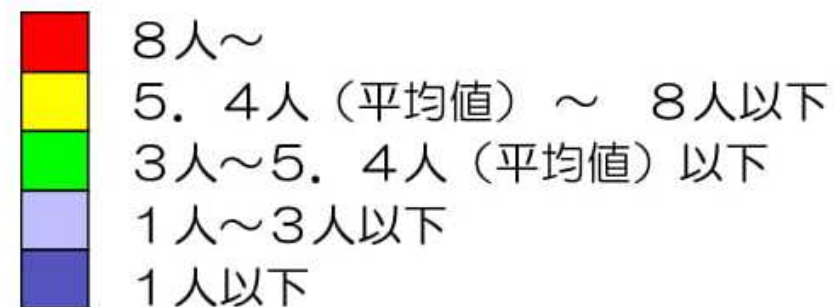 ８人～
５．４人（平均値）～　８人以下
３人～５．４人（平均値）以下
１人～３人以下
１人以下